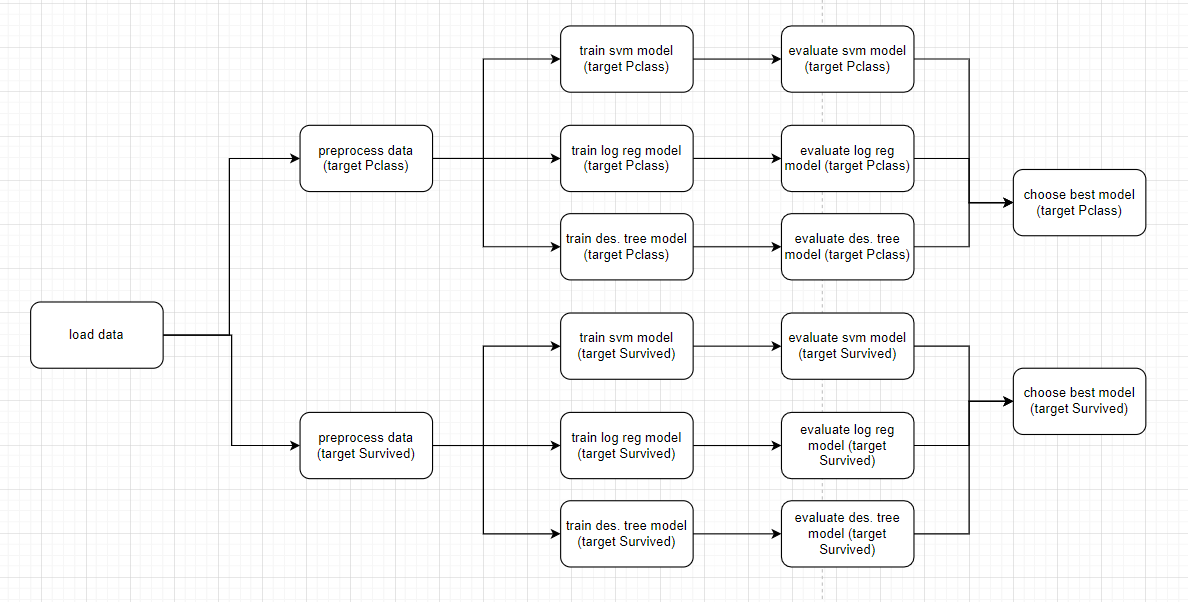 train svm model
(target Pclass)
evaluate svm model
(target Pclass)
preprocess data
(target Pclass)
train log reg model
(target Pclass)
evaluate log reg
model (target Pclass)
choose best model
(target Pclass)
train des. tree model
(target Pclass)
evaluate des. tree
model (target Pclass)
load data
train svm model
(target Survived)
evaluate svm model
(target Survived)
choose best model
(target Survived)
preprocess data
(target Survived)
train log reg model
(target Survived)
evaluate log reg
model (target
Survived)
train des. tree model
(target Survived)
evaluate des. tree
model (target
Survived)